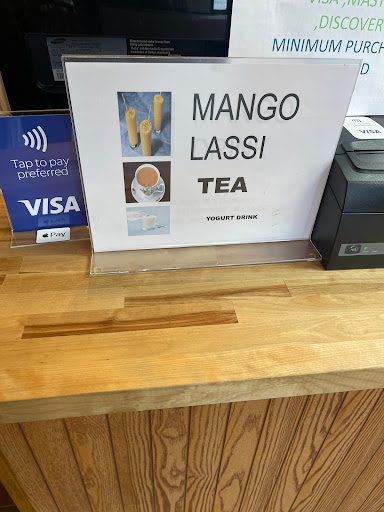 VISA ,MAST
,DISCOVER
MINIMUM PURCH
Tap to pay
preferred
VISA
Pay
MANGO
LASSI
TEA
YOGURT DRINK
VISA